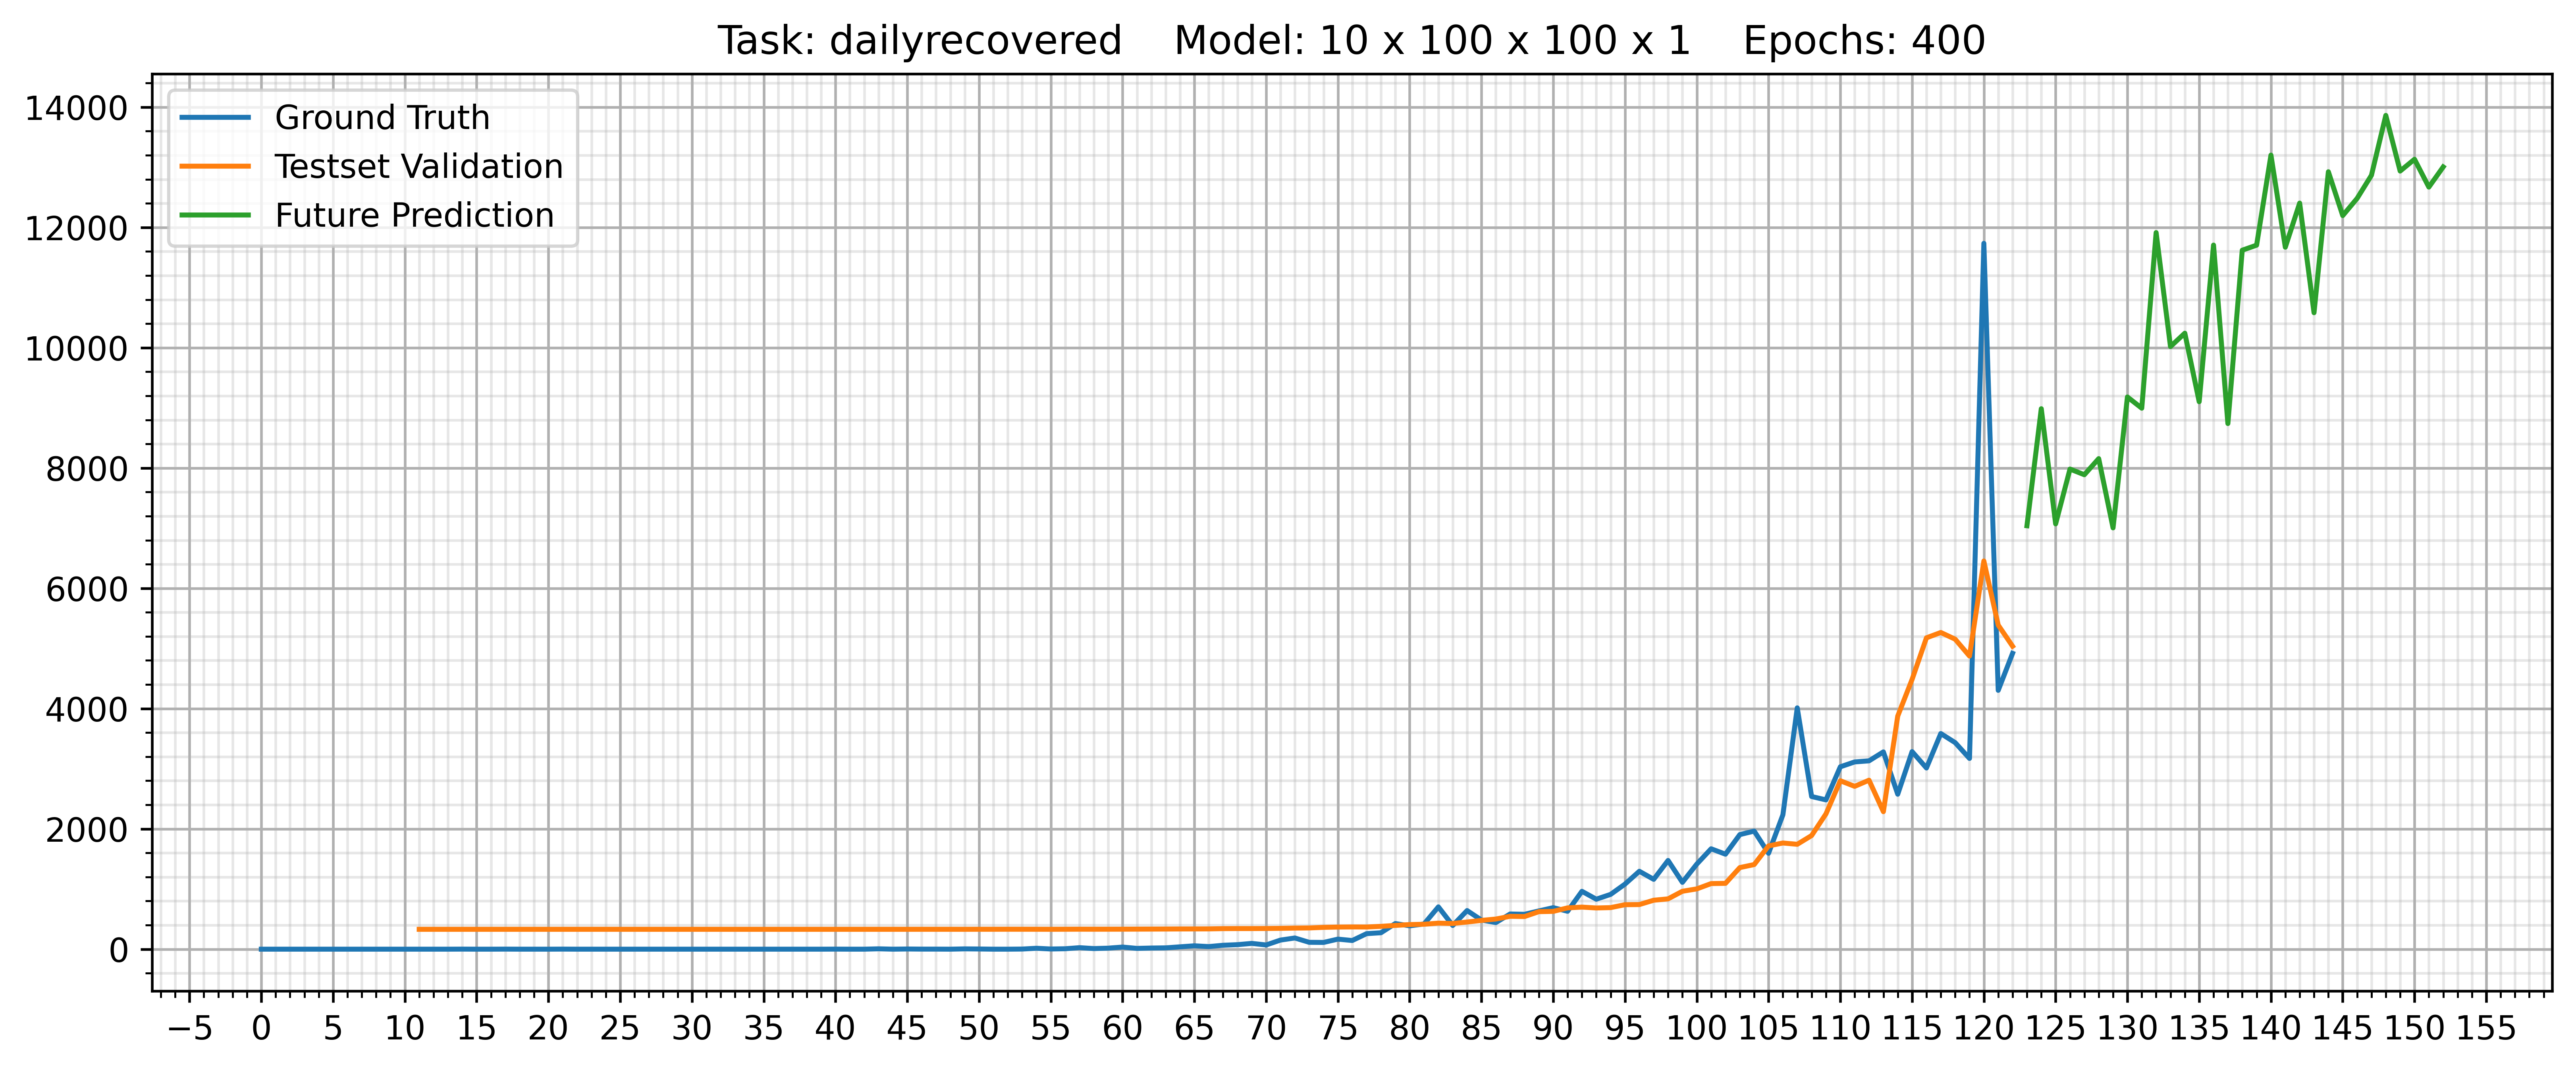 Task: dailyrecovered    Model: 10 x 100 x 100 x 1    Epochs: 400
14000
12000
10000
8000
6000
4000
2000
0
Ground Truth
Testset Validation
Future Prediction
−5 0 5 10 15 20 25 30 35 40 45 50 55 60 65 70 75 80 85 90 95 100 105 110 115 120 125 130 135 140 145 150 155